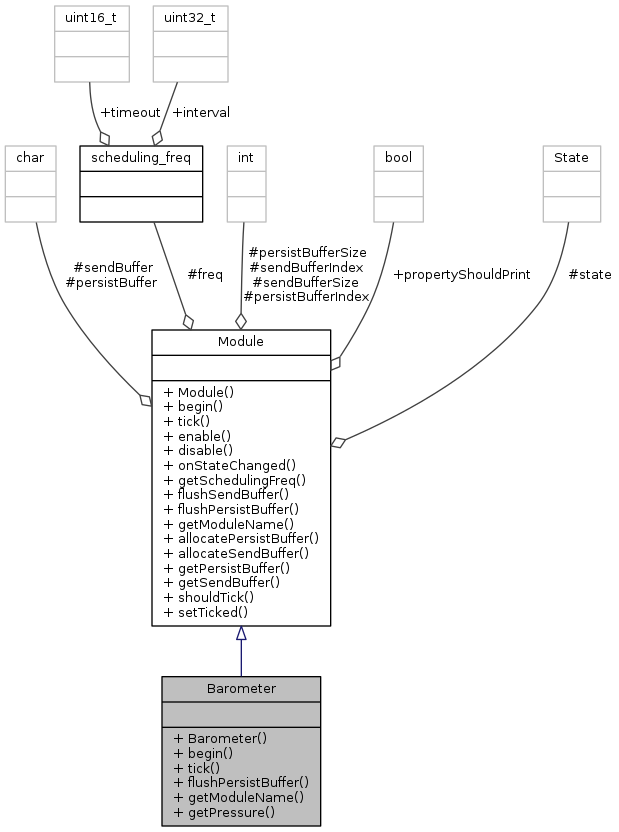 uint16_t
uint32_t
+timeout
+interval
char
scheduling_freq
int
bool
State
#sendBuffer
#persistBuffer
#freq
#persistBufferSize
#sendBufferIndex
#sendBufferSize
#persistBufferIndex
+propertyShouldPrint
#state
Module
+ Module()
+ begin()
+ tick()
+ enable()
+ disable()
+ onStateChanged()
+ getSchedulingFreq()
+ flushSendBuffer()
+ flushPersistBuffer()
+ getModuleName()
+ allocatePersistBuffer()
+ allocateSendBuffer()
+ getPersistBuffer()
+ getSendBuffer()
+ shouldTick()
+ setTicked()
Barometer
+ Barometer()
+ begin()
+ tick()
+ flushPersistBuffer()
+ getModuleName()
+ getPressure()